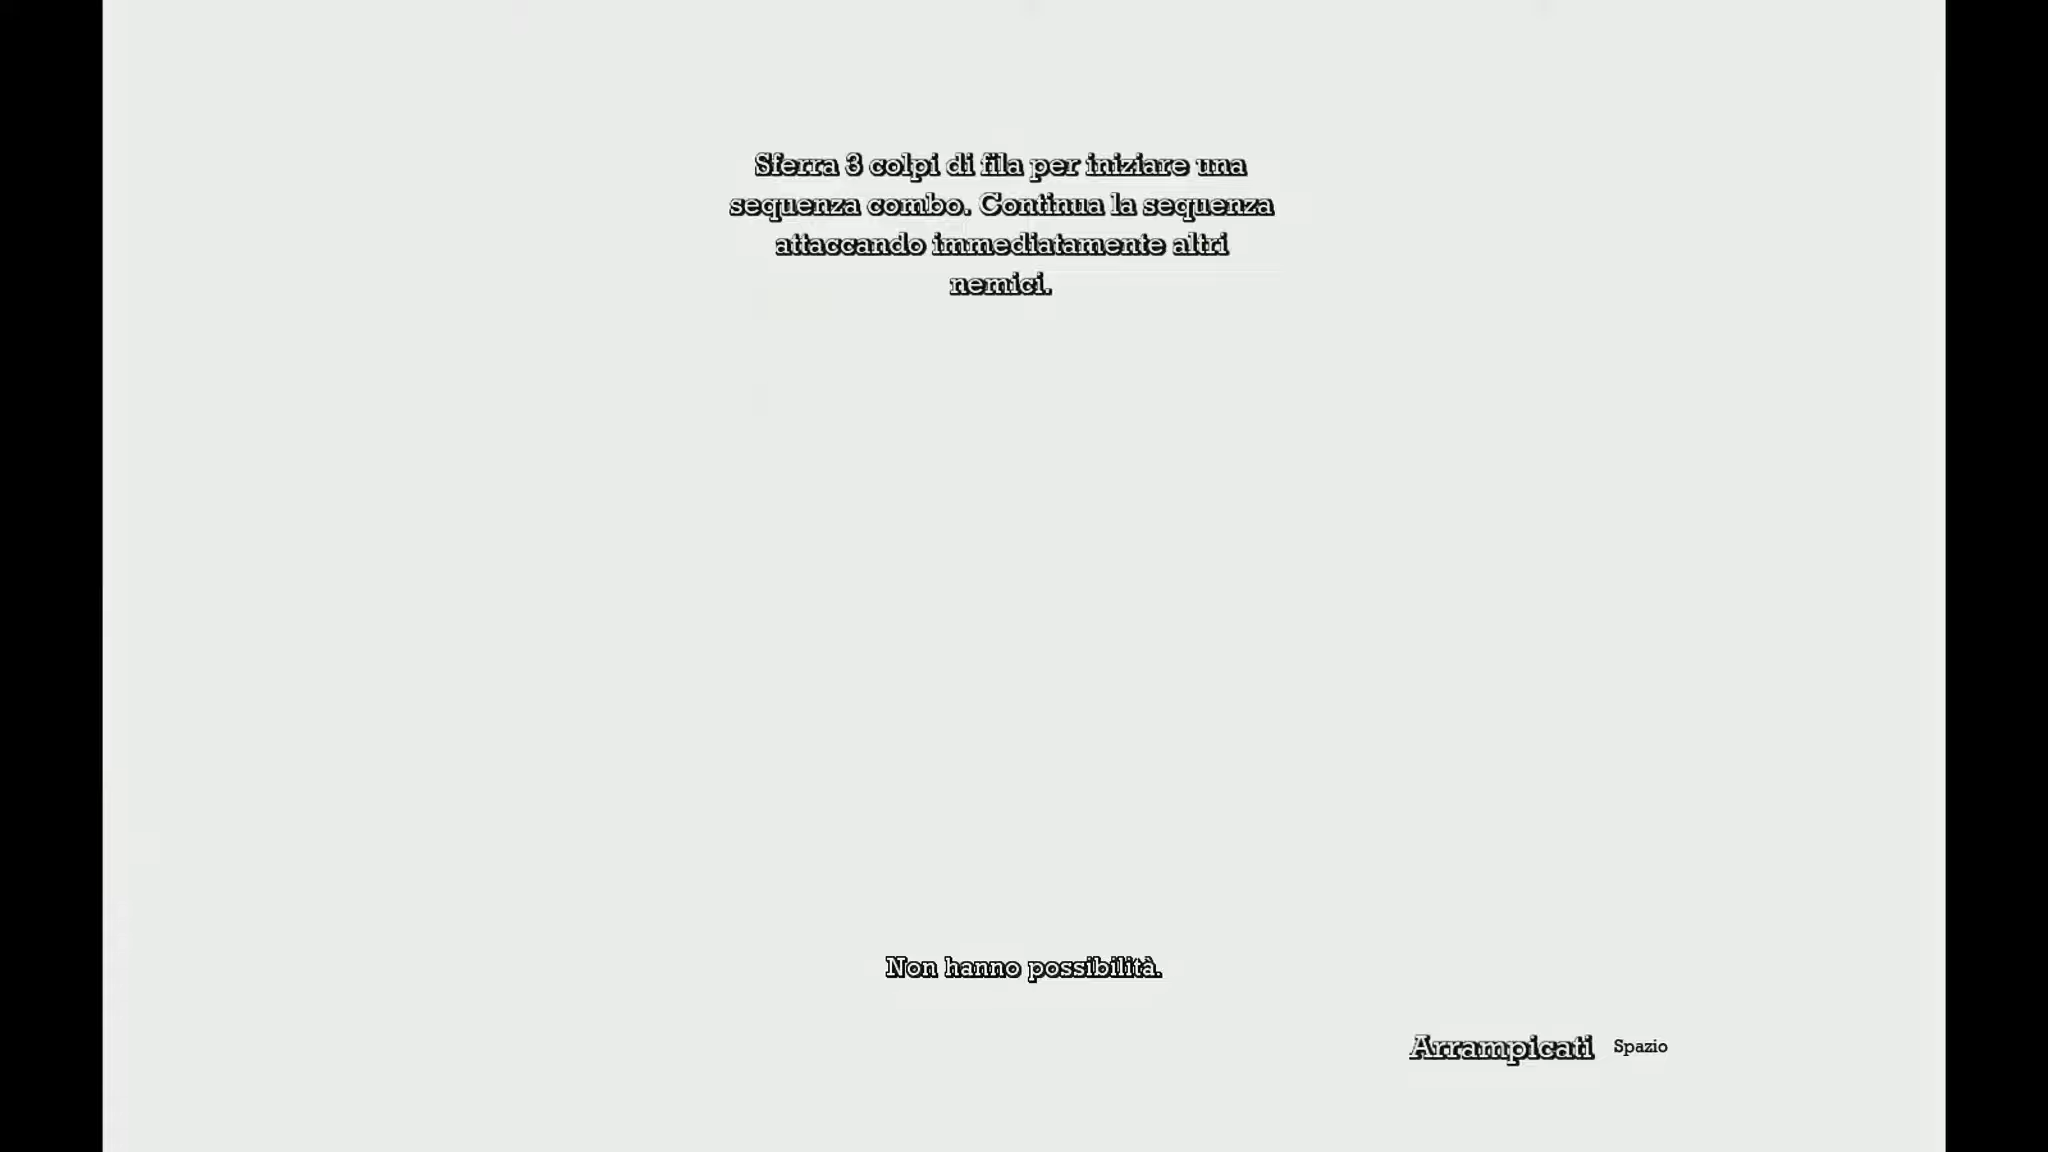 Sferra 3 colpi di fila per iniziare una
sequenza combo. Continua la sequenza
attaccando immediatamente altri
nemici.
Non hanno possibilità.
Arrampicati Spazio